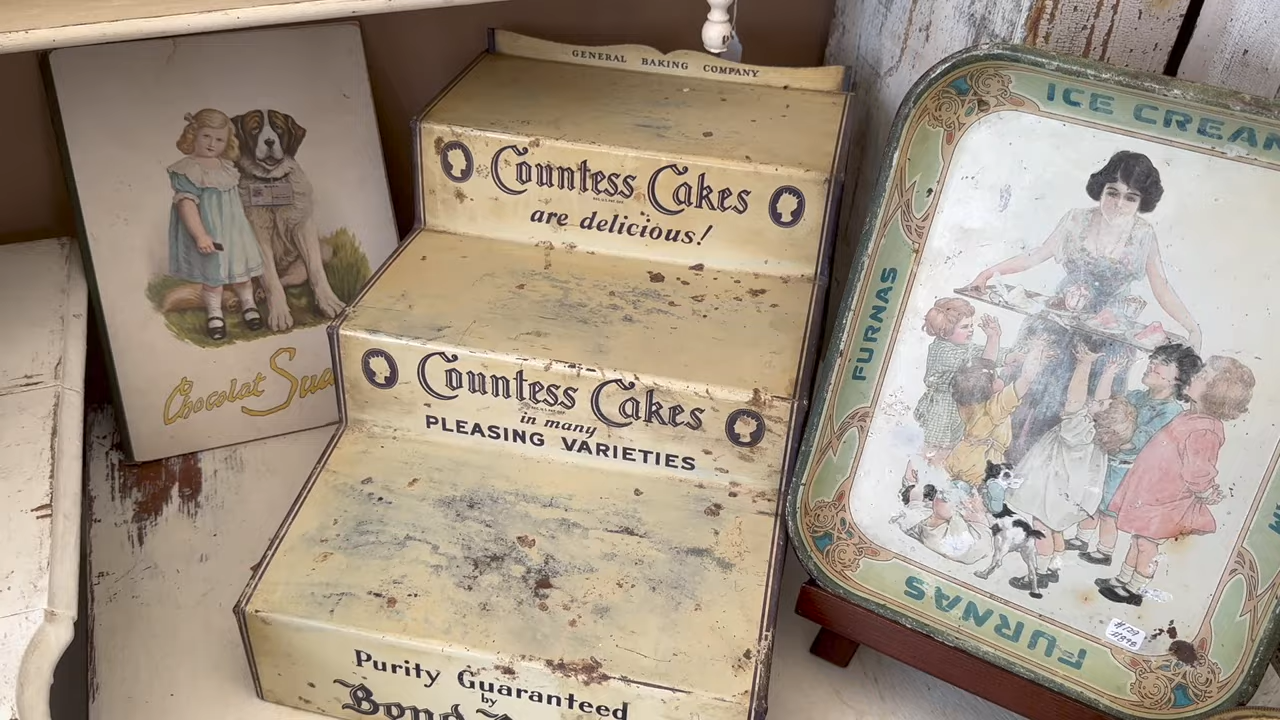 GENERAL BAKING COMPANY
Countess Cakes
are delicious!
Countess Cakes
in many
PLEASING VARIETIES
Purity Guaranteed
by
Bond
Chocolat
ICE CREAM
FURNAS
FURNAS